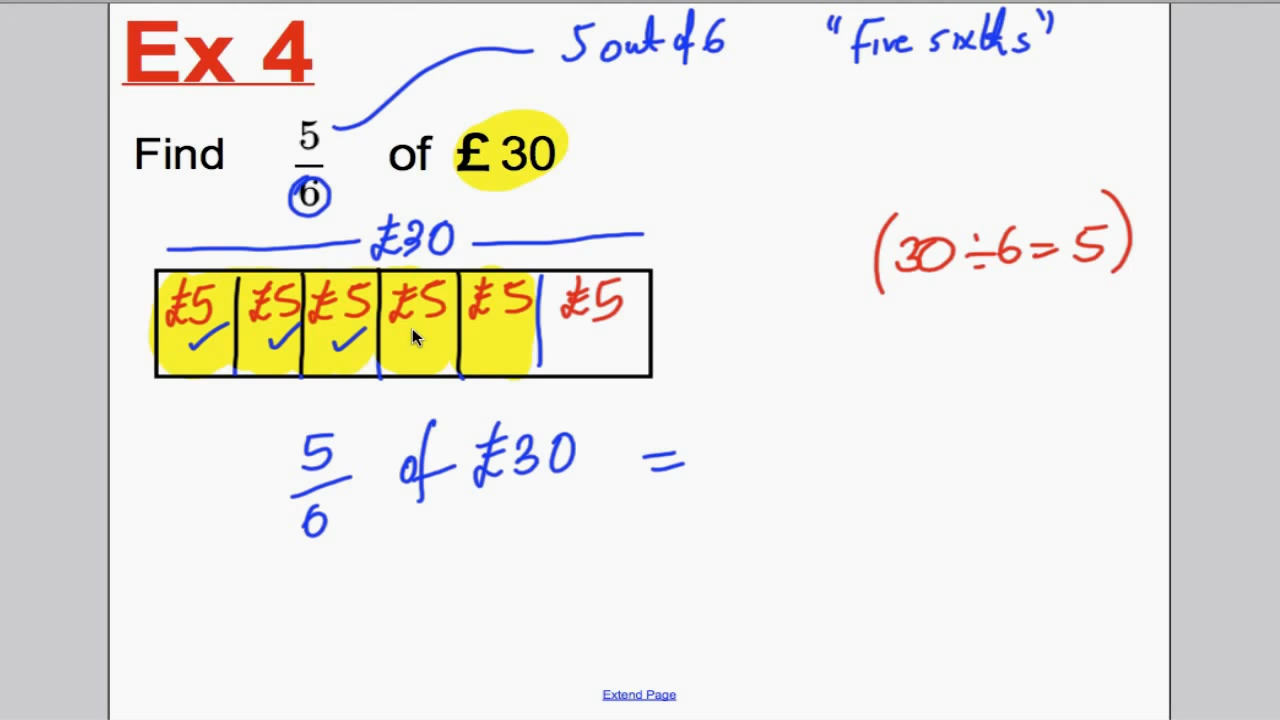 Ex 4
5 out of 6 "Five sixths"
Find 5/6 of £30
£30
(30÷6=5)
£5 £5 £5 £5 £5 £5
5/6 of £30 =
Extend Page